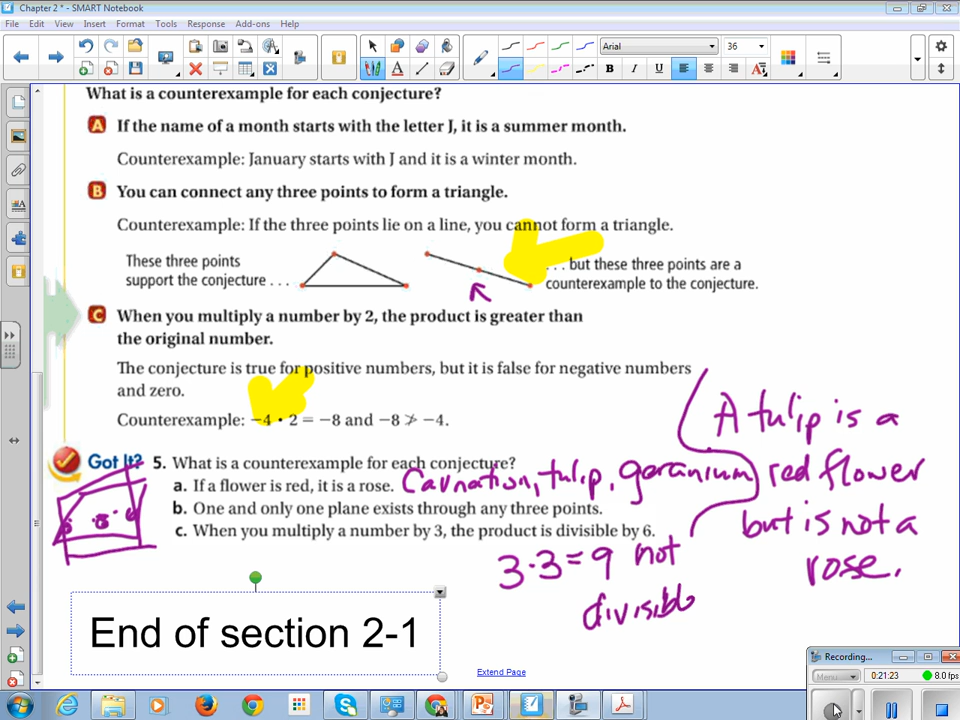 Chapter 2 * - SMART Notebook
File Edit View Insert Format Tools Response Add-ons Help
Arial 36
B I U
What is a counterexample for each conjecture?
A If the name of a month starts with the letter J, it is a summer month.
Counterexample: January starts with J and it is a winter month.
B You can connect any three points to form a triangle.
Counterexample: If the three points lie on a line, you cannot form a triangle.
These three points
support the conjecture . . .
. . . but these three points are a
counterexample to the conjecture.
C When you multiply a number by 2, the product is greater than
the original number.
The conjecture is true for positive numbers, but it is false for negative numbers
and zero.
Counterexample: −4 • 2 = −8 and −8 ≯ −4.
Got It? 5. What is a counterexample for each conjecture?
a. If a flower is red, it is a rose. Carnation, tulip, geranium
b. One and only one plane exists through any three points.
c. When you multiply a number by 3, the product is divisible by 6.
3·3=9 not
divisible
A tulip is a
red flower
but is not a
rose.
End of section 2-1
Extend Page
Recording...
Menu 0:21:23 8.0 fps